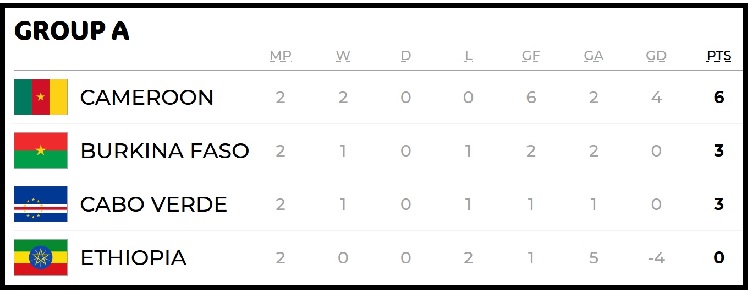 GROUP A
MP W D L GF GA GD PTS
CAMEROON 2 2 0 0 6 2 4 6
BURKINA FASO 2 1 0 1 2 2 0 3
CABO VERDE 2 1 0 1 1 1 0 3
ETHIOPIA 2 0 0 2 1 5 -4 0